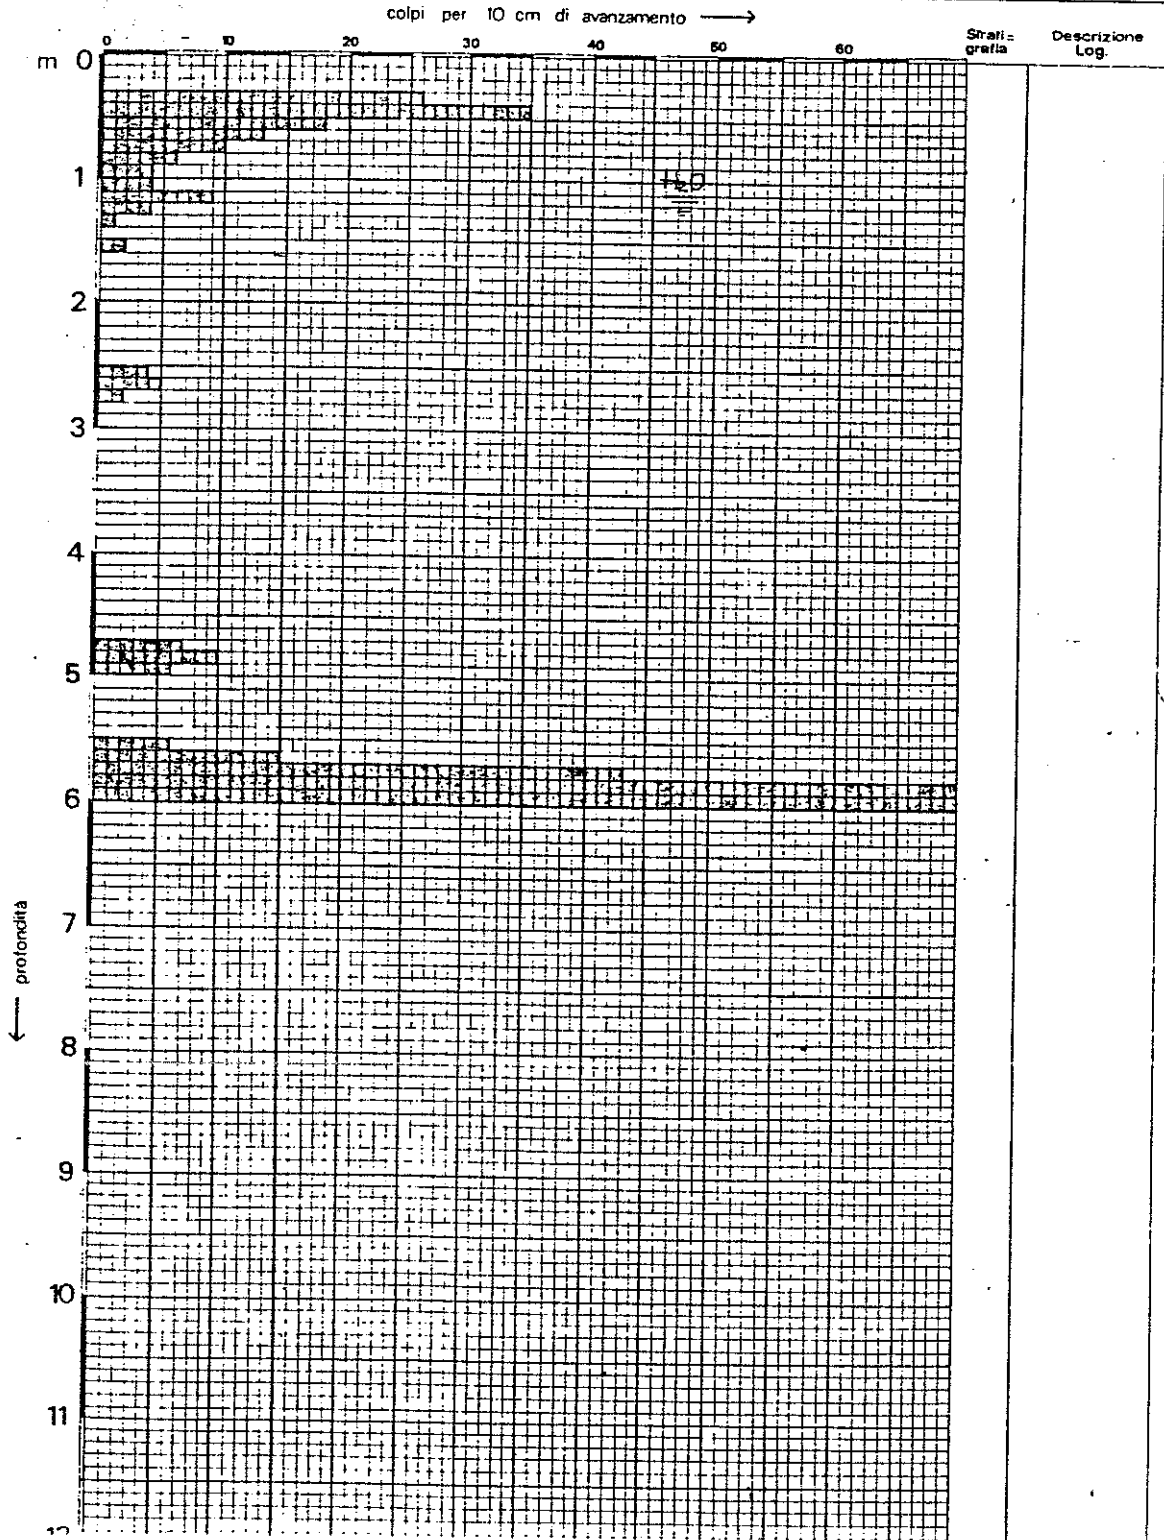 colpi per 10 cm di avanzamento →
0 10 20 30 40 50 60
Strati=
grafia
Descrizione
Log.
m 0
H2O
1
2
3
4
5
6
7
← profondità
8
9
10
11
12